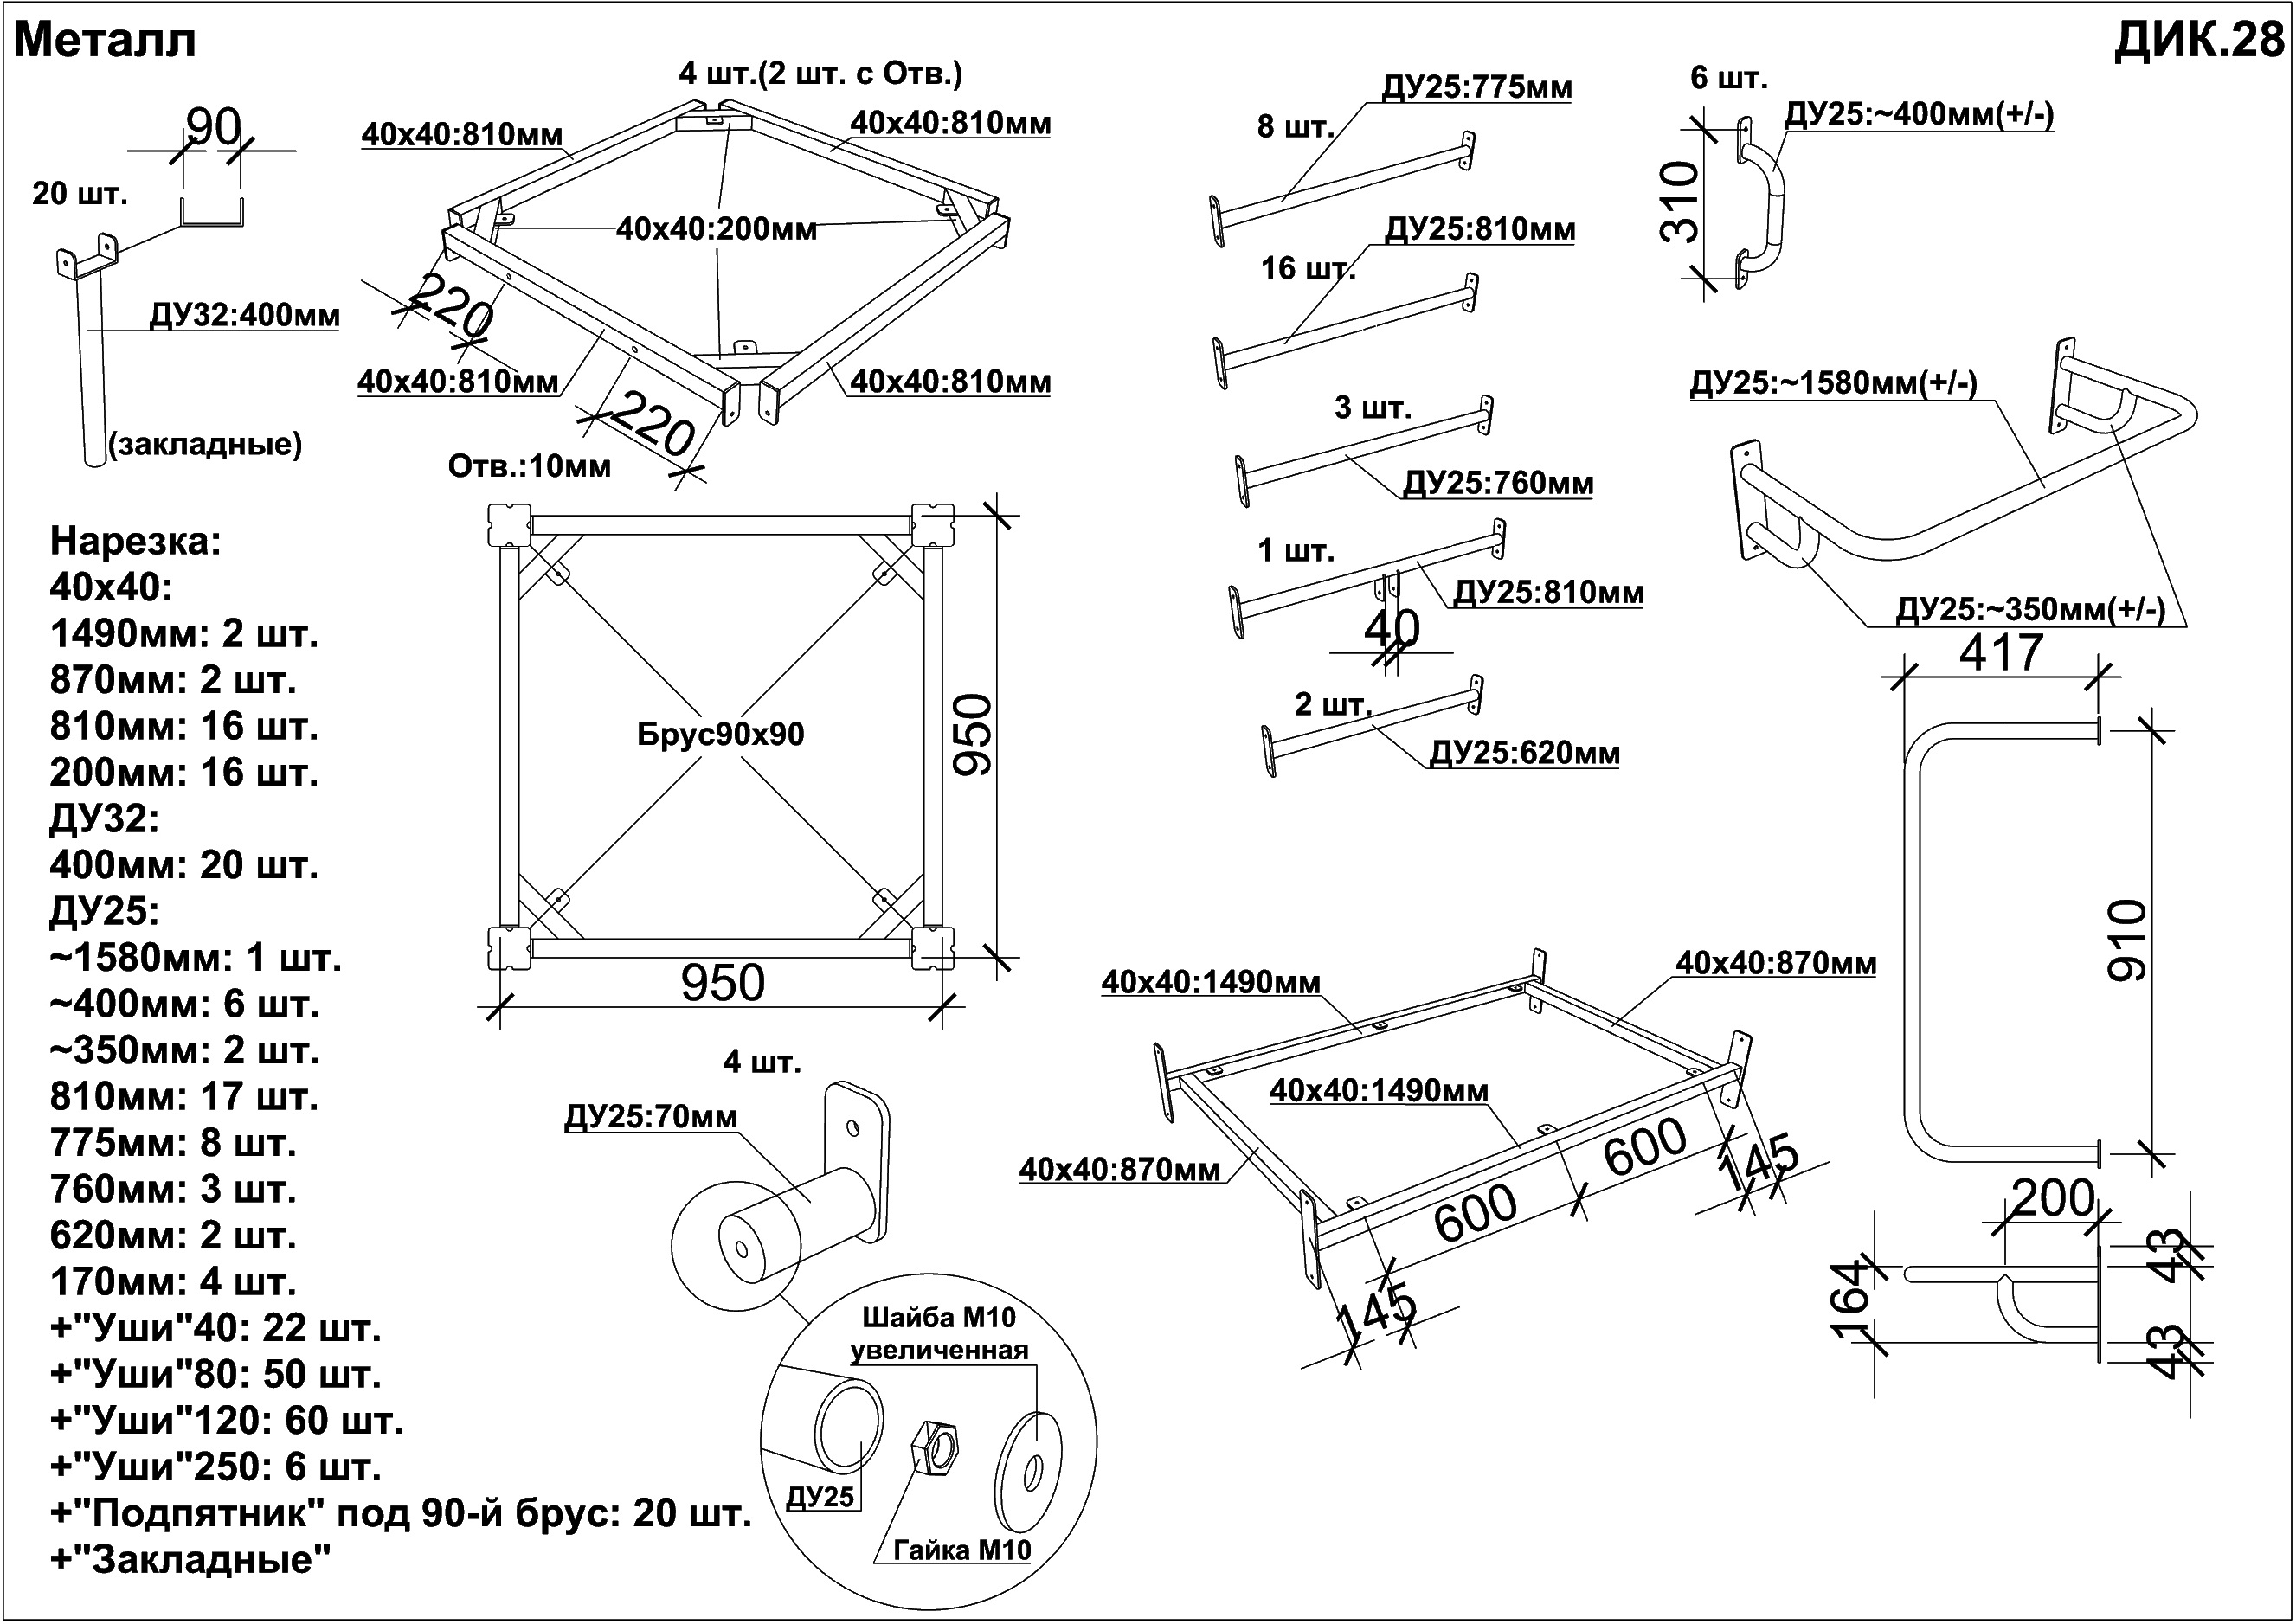 Металл
ДИК.28
90
20 шт.
ДУ32:400мм
(закладные)
4 шт.(2 шт. с Отв.)
40х40:810мм
40х40:810мм
40х40:200мм
220
40х40:810мм
40х40:810мм
220
Отв.:10мм
8 шт.
ДУ25:775мм
16 шт.
ДУ25:810мм
3 шт.
ДУ25:760мм
1 шт.
ДУ25:810мм
40
2 шт.
ДУ25:620мм
6 шт.
ДУ25:~400мм(+/-)
310
ДУ25:~1580мм(+/-)
ДУ25:~350мм(+/-)
417
910
200
43
164
43
Нарезка:
40х40:
1490мм: 2 шт.
870мм: 2 шт.
810мм: 16 шт.
200мм: 16 шт.
ДУ32:
400мм: 20 шт.
ДУ25:
~1580мм: 1 шт.
~400мм: 6 шт.
~350мм: 2 шт.
810мм: 17 шт.
775мм: 8 шт.
760мм: 3 шт.
620мм: 2 шт.
170мм: 4 шт.
+"Уши"40: 22 шт.
+"Уши"80: 50 шт.
+"Уши"120: 60 шт.
+"Уши"250: 6 шт.
+"Подпятник" под 90-й брус: 20 шт.
+"Закладные"
Брус90х90
950
950
4 шт.
ДУ25:70мм
Шайба М10
увеличенная
ДУ25
Гайка М10
40х40:1490мм
40х40:870мм
40х40:1490мм
40х40:870мм
600
145
600
145